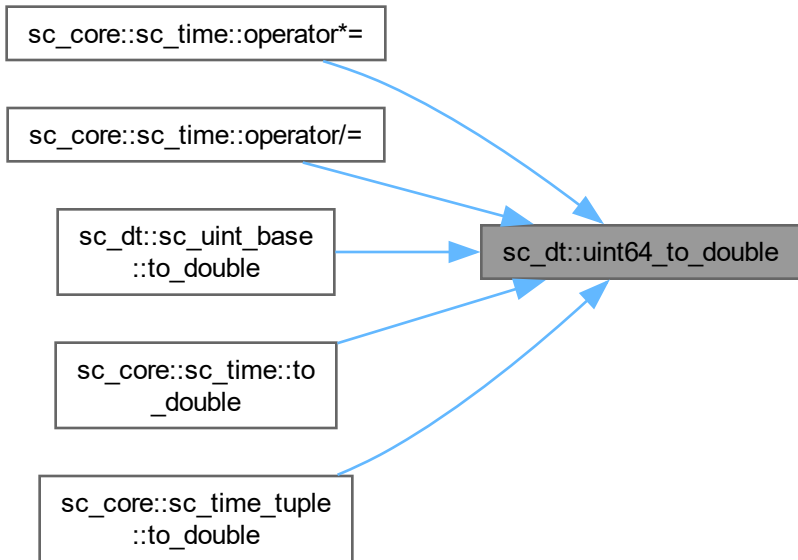 sc_core::sc_time::operator*=
sc_core::sc_time::operator/=
sc_dt::sc_uint_base
::to_double
sc_dt::uint64_to_double
sc_core::sc_time::to
_double
sc_core::sc_time_tuple
::to_double